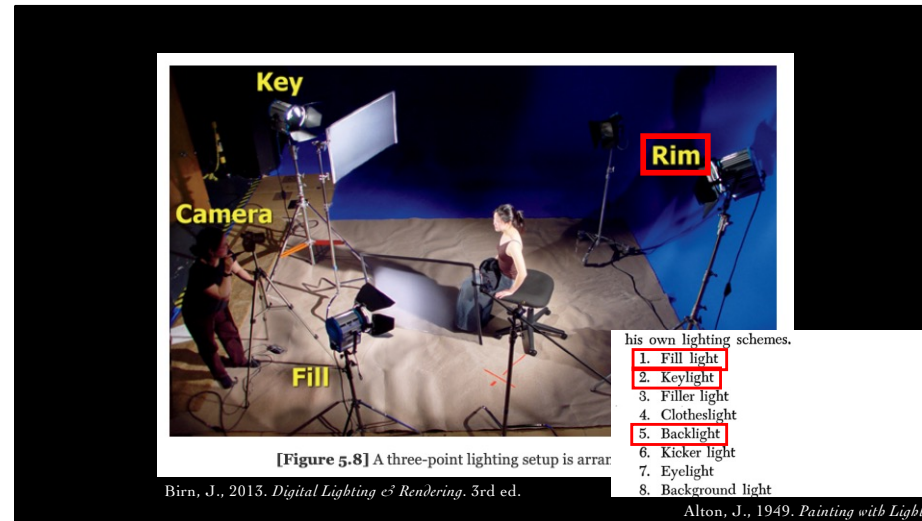 Key
Rim
Camera
Fill
[Figure 5.8] A three-point lighting setup is arran
his own lighting schemes.
1. Fill light
2. Keylight
3. Filler light
4. Clotheslight
5. Backlight
6. Kicker light
7. Eyelight
8. Background light
Birn, J., 2013. Digital Lighting & Rendering. 3rd ed.
Alton, J., 1949. Painting with Light